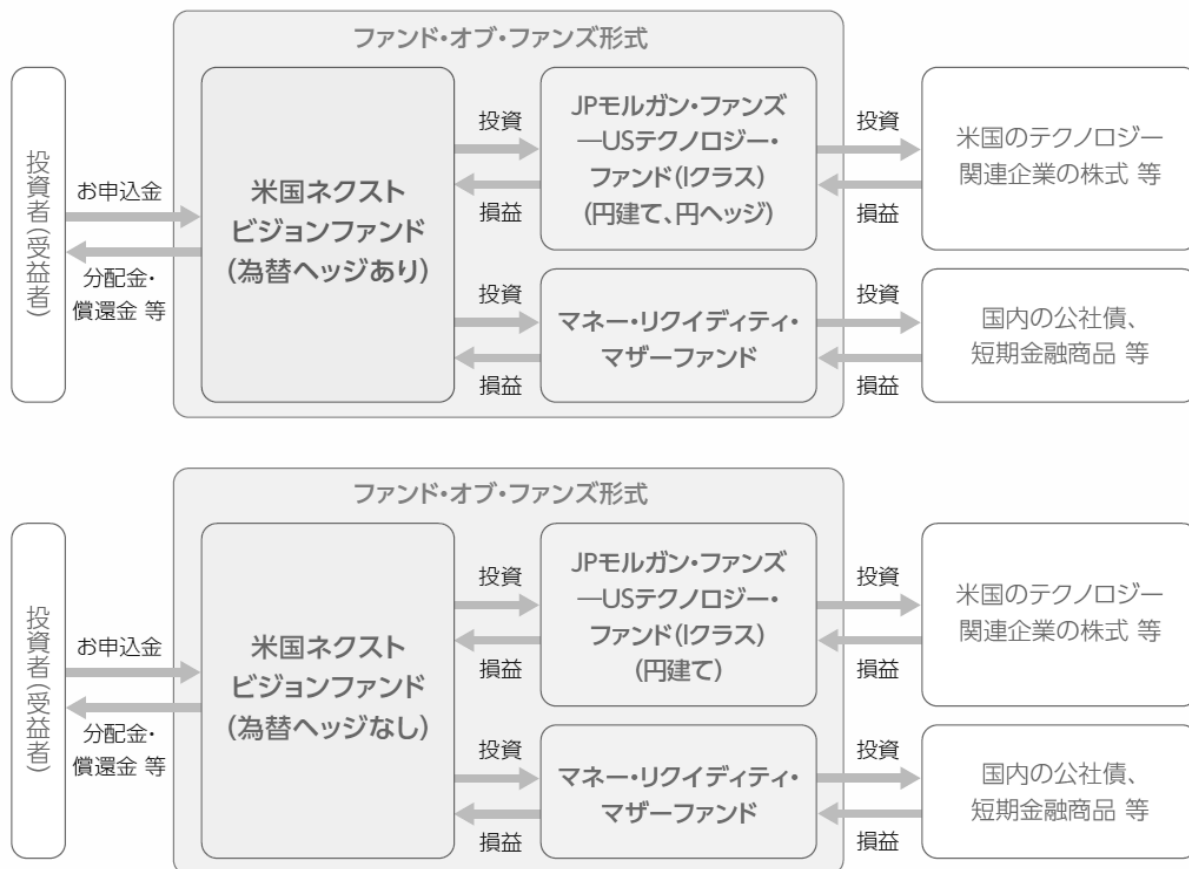 ファンド・オブ・ファンズ形式
投資者(受益者)
お申込金
分配金・
償還金 等
米国ネクスト
ビジョンファンド
(為替ヘッジあり)
投資
損益
JPモルガン・ファンズ
―USテクノロジー・
ファンド(Iクラス)
(円建て、円ヘッジ)
投資
損益
米国のテクノロジー
関連企業の株式 等
投資
損益
マネー・リクイディティ・
マザーファンド
投資
損益
国内の公社債、
短期金融商品 等
ファンド・オブ・ファンズ形式
投資者(受益者)
お申込金
分配金・
償還金 等
米国ネクスト
ビジョンファンド
(為替ヘッジなし)
投資
損益
JPモルガン・ファンズ
―USテクノロジー・
ファンド(Iクラス)
(円建て)
投資
損益
米国のテクノロジー
関連企業の株式 等
投資
損益
マネー・リクイディティ・
マザーファンド
投資
損益
国内の公社債、
短期金融商品 等